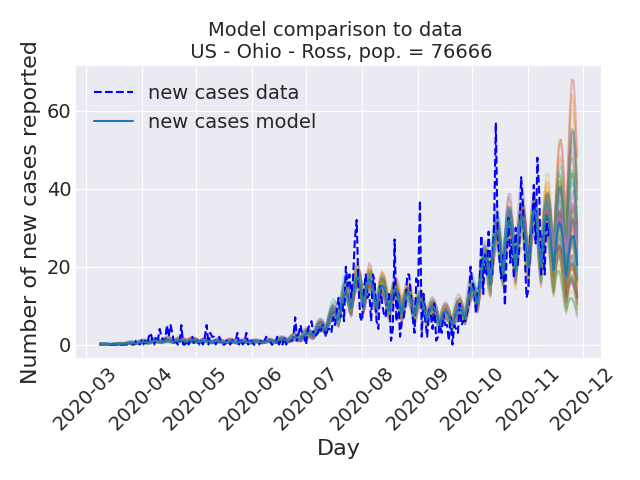 Model comparison to data
US - Ohio - Ross, pop. = 76666
Number of new cases reported
new cases data
new cases model
60
40
20
0
2020-03
2020-04
2020-05
2020-06
2020-07
2020-08
2020-09
2020-10
2020-11
2020-12
Day